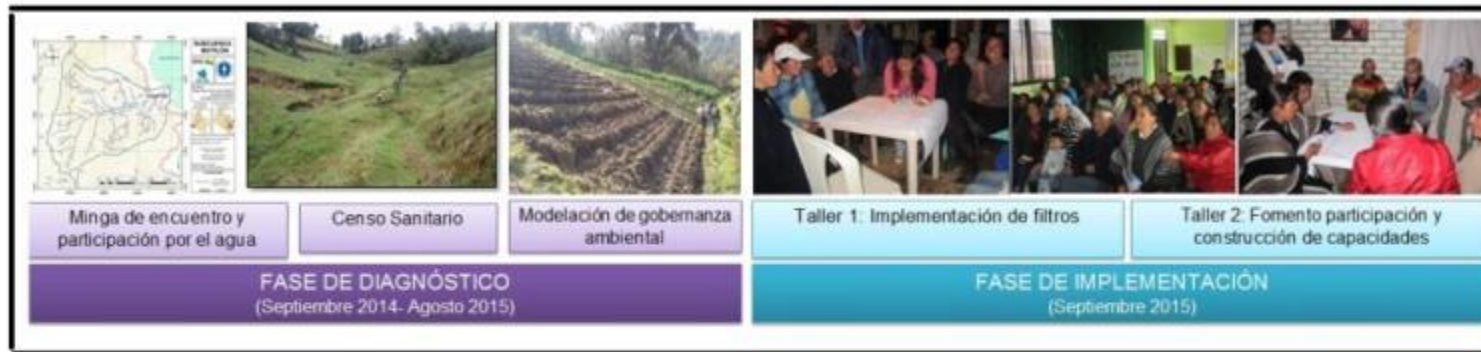 Minga de encuentro y
participación por el agua
Censo Sanitario
Modelación de gobernanza
ambiental
Taller 1: Implementación de filtros
Taller 2: Fomento participación y
construcción de capacidades
FASE DE DIAGNÓSTICO
(Septiembre 2014- Agosto 2015)
FASE DE IMPLEMENTACIÓN
(Septiembre 2015)